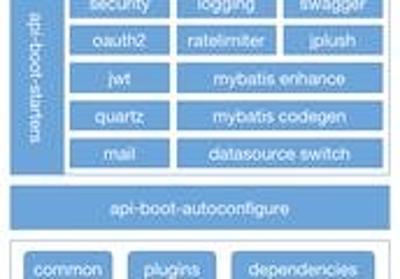 security logging swagger
api-boot-starters
oauth2 ratelimiter jplush
jwt mybatis enhance
quartz mybatis codegen
mail datasource switch
api-boot-autoconfigure
common plugins dependencies